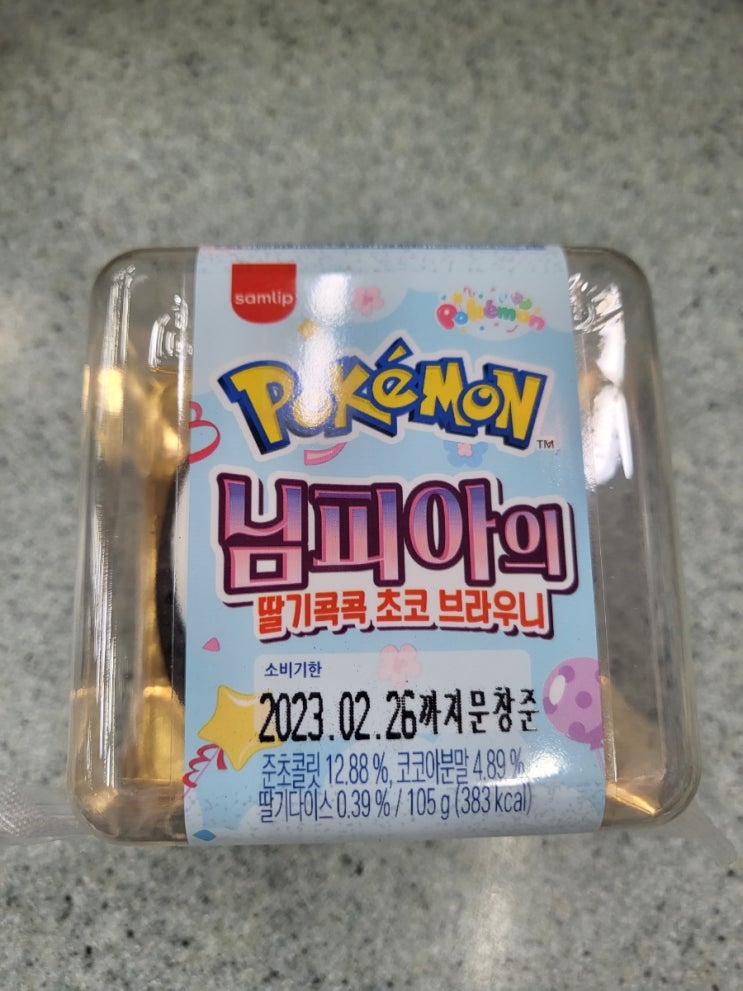 samlip
Pokémon
POKÉMON
TM
님피아의
딸기콕콕 초코 브라우니
소비기한
2023.02.26까지문창준
준초콜릿 12.88 %, 코코아분말 4.89 %
딸기다이스 0.39 % / 105 g (383 kcal)